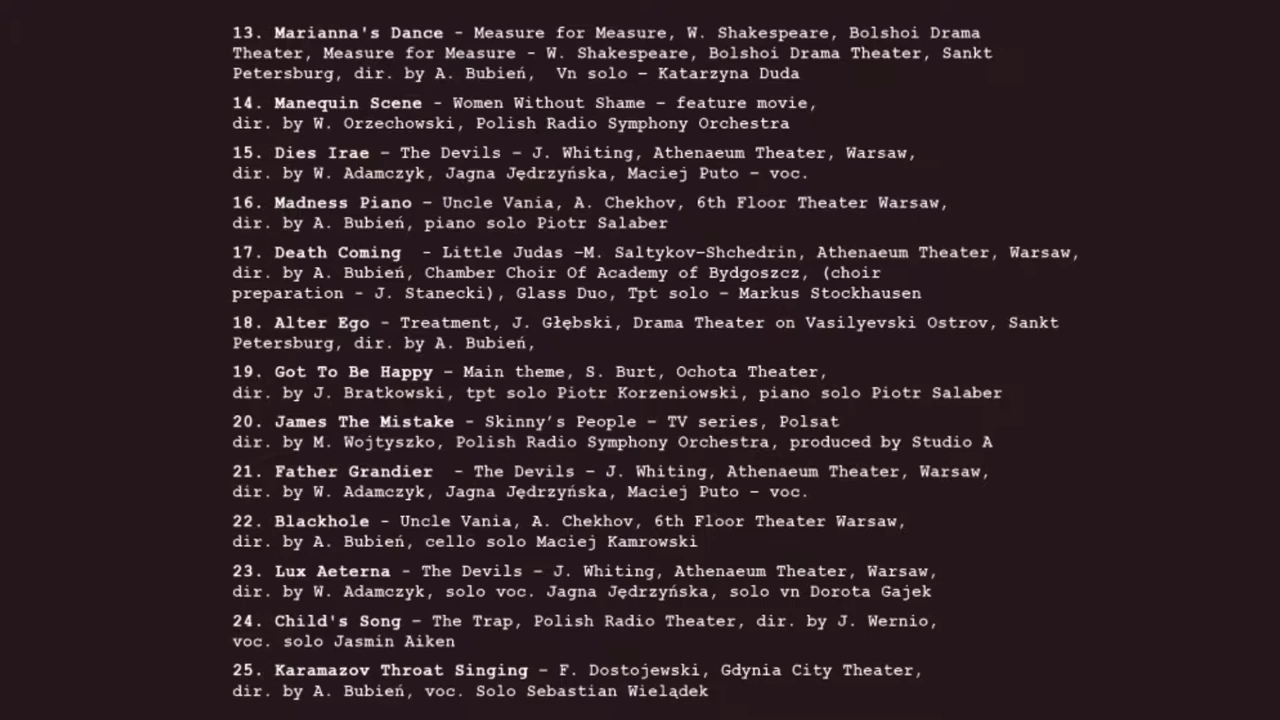 13. Marianna's Dance - Measure for Measure, W. Shakespeare, Bolshoi Drama
Theater, Measure for Measure - W. Shakespeare, Bolshoi Drama Theater, Sankt
Petersburg, dir. by A. Bubień,  Vn solo – Katarzyna Duda
14. Manequin Scene - Women Without Shame – feature movie,
dir. by W. Orzechowski, Polish Radio Symphony Orchestra
15. Dies Irae – The Devils – J. Whiting, Athenaeum Theater, Warsaw,
dir. by W. Adamczyk, Jagna Jędrzyńska, Maciej Puto – voc.
16. Madness Piano – Uncle Vania, A. Chekhov, 6th Floor Theater Warsaw,
dir. by A. Bubień, piano solo Piotr Salaber
17. Death Coming  - Little Judas –M. Saltykov–Shchedrin, Athenaeum Theater, Warsaw,
dir. by A. Bubień, Chamber Choir Of Academy of Bydgoszcz, (choir
preparation - J. Stanecki), Glass Duo, Tpt solo – Markus Stockhausen
18. Alter Ego - Treatment, J. Głębski, Drama Theater on Vasilyevski Ostrov, Sankt
Petersburg, dir. by A. Bubień,
19. Got To Be Happy – Main theme, S. Burt, Ochota Theater,
dir. by J. Bratkowski, tpt solo Piotr Korzeniowski, piano solo Piotr Salaber
20. James The Mistake - Skinny’s People – TV series, Polsat
dir. by M. Wojtyszko, Polish Radio Symphony Orchestra, produced by Studio A
21. Father Grandier  - The Devils – J. Whiting, Athenaeum Theater, Warsaw,
dir. by W. Adamczyk, Jagna Jędrzyńska, Maciej Puto – voc.
22. Blackhole - Uncle Vania, A. Chekhov, 6th Floor Theater Warsaw,
dir. by A. Bubień, cello solo Maciej Kamrowski
23. Lux Aeterna - The Devils – J. Whiting, Athenaeum Theater, Warsaw,
dir. by W. Adamczyk, solo voc. Jagna Jędrzyńska, solo vn Dorota Gajek
24. Child's Song – The Trap, Polish Radio Theater, dir. by J. Wernio,
voc. solo Jasmin Aiken
25. Karamazov Throat Singing – F. Dostojewski, Gdynia City Theater,
dir. by A. Bubień, voc. Solo Sebastian Wielądek